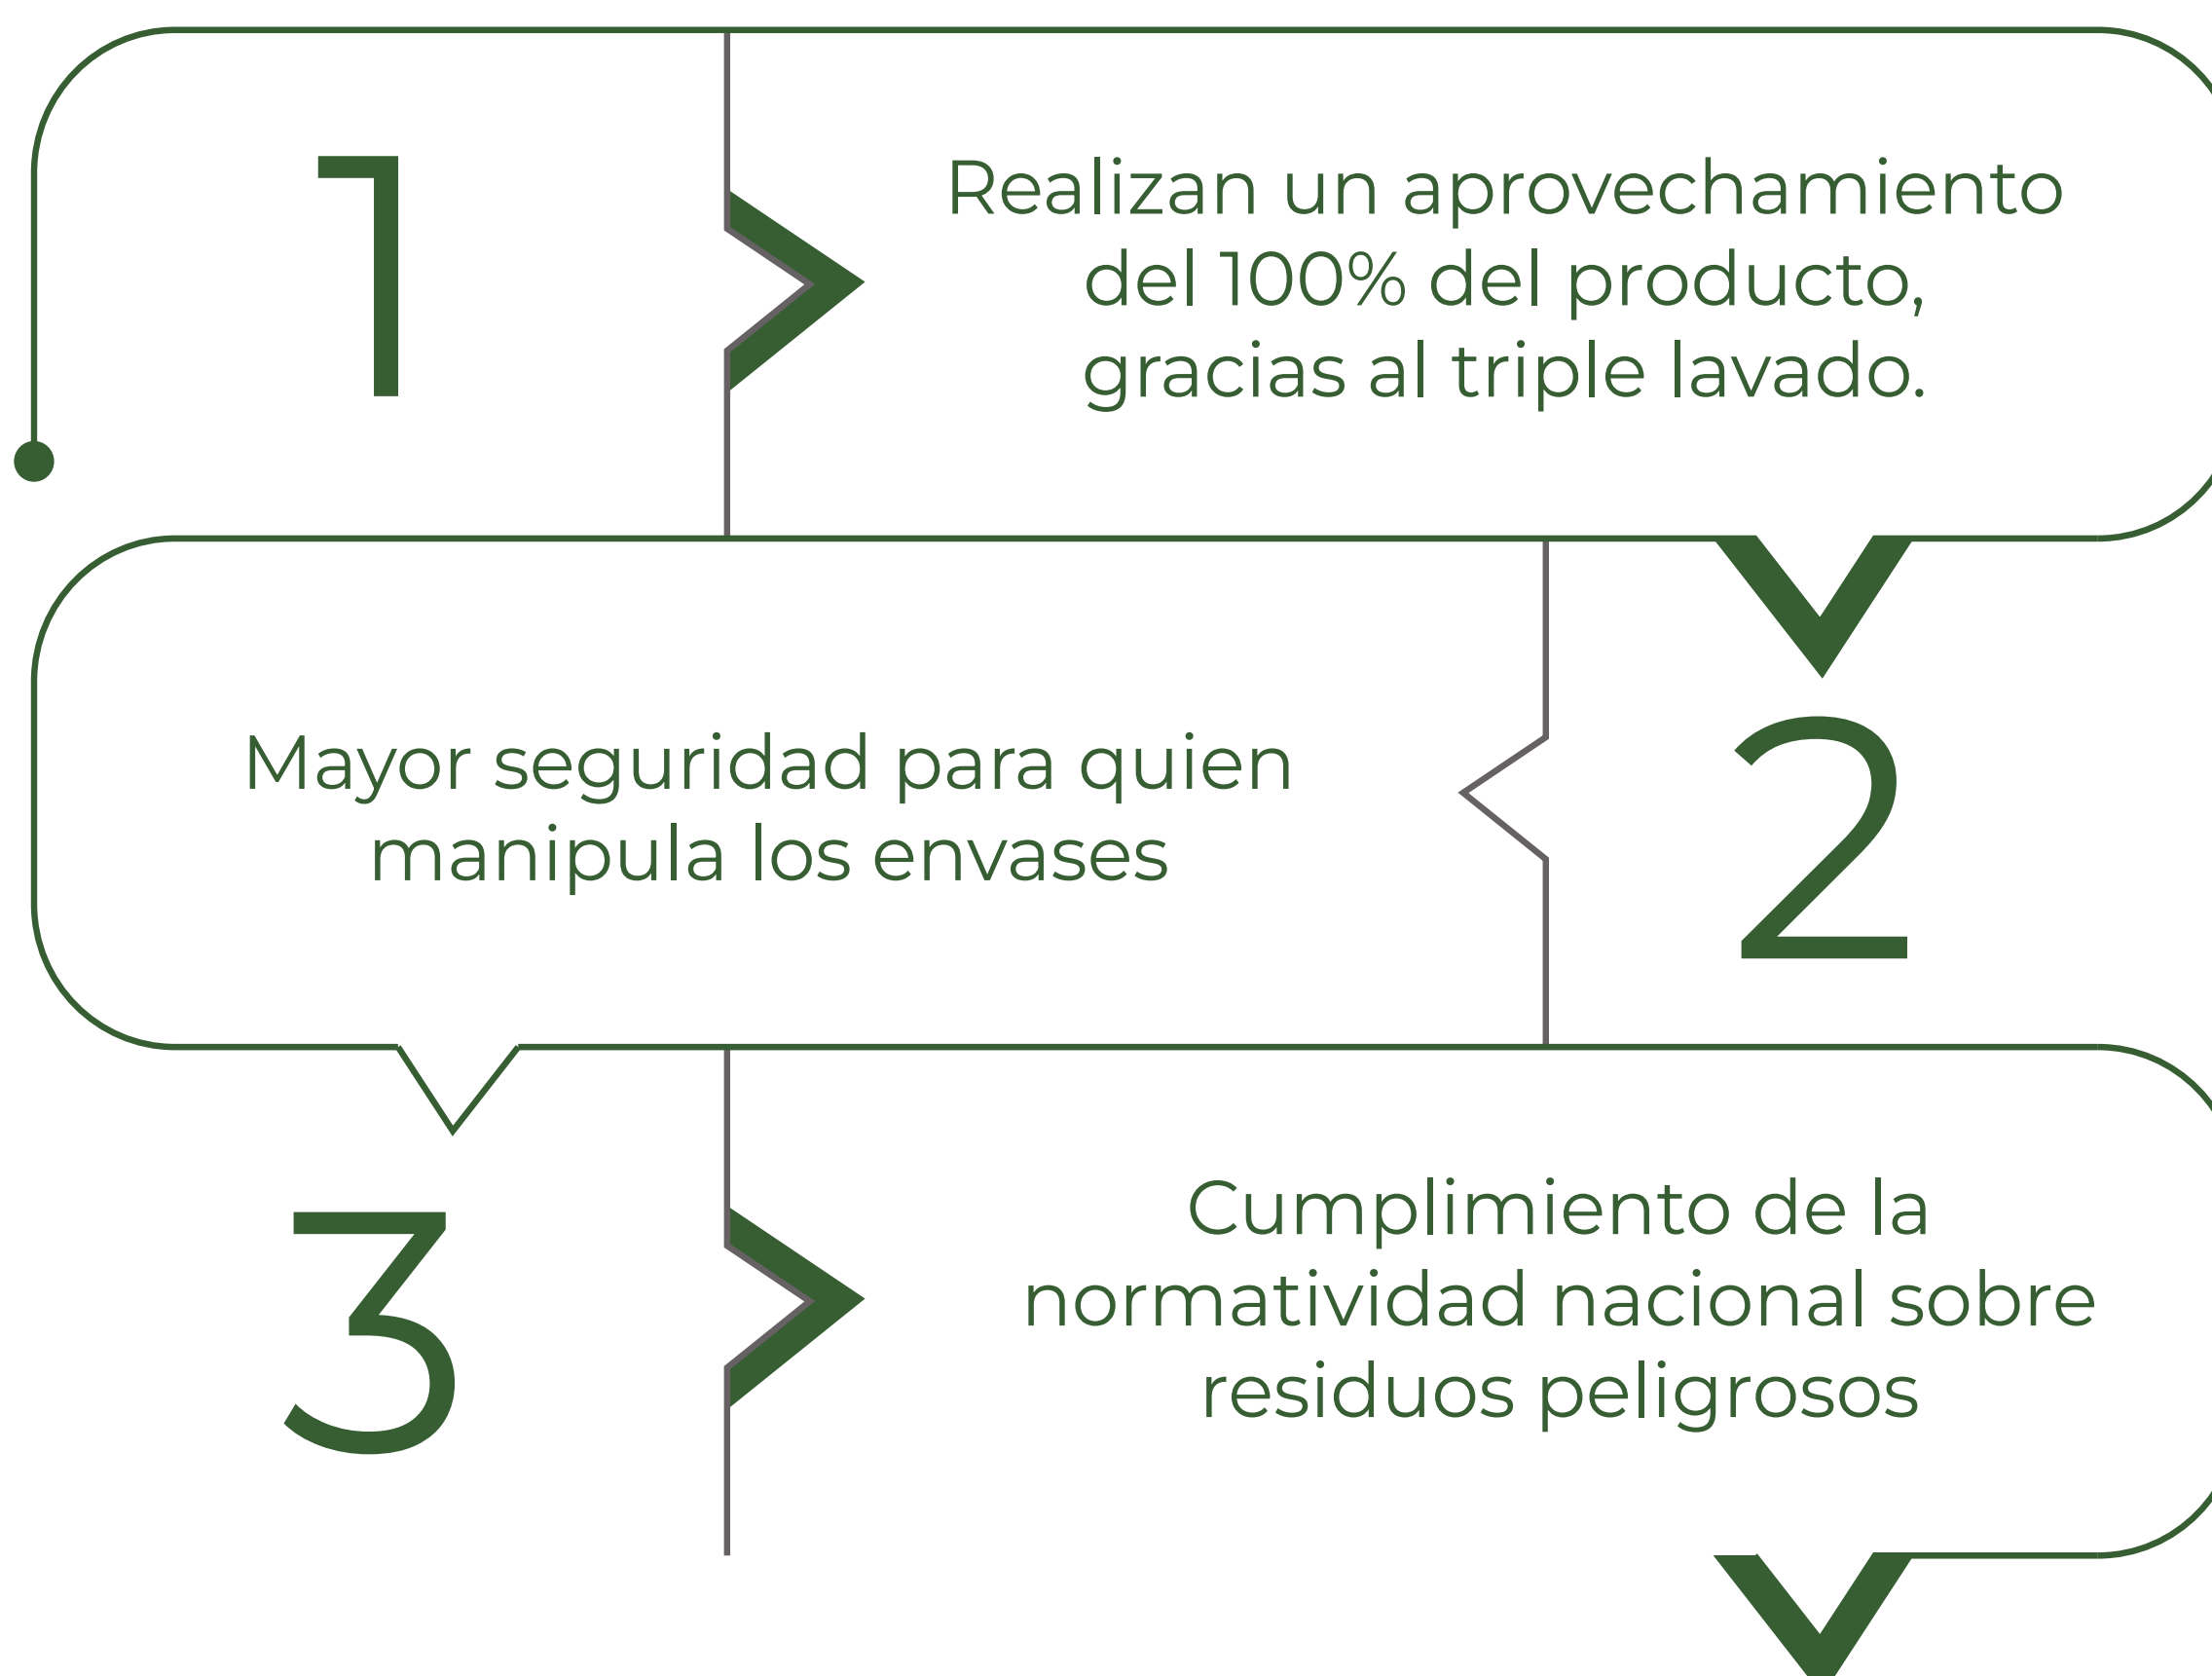 1
Realizan un aprovechamiento
del 100% del producto,
gracias al triple lavado.
Mayor seguridad para quien
manipula los envases
2
3
Cumplimiento de la
normatividad nacional sobre
residuos peligrosos